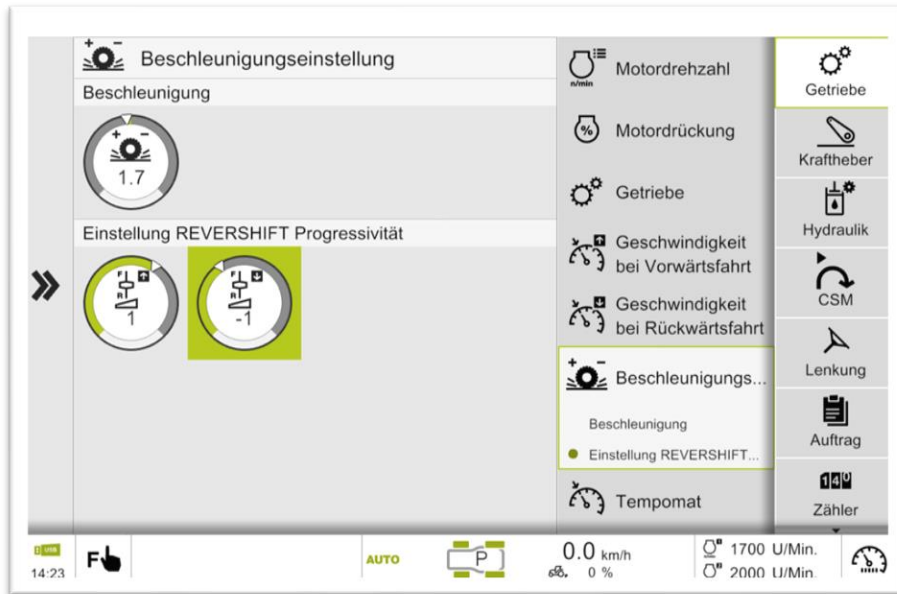 Beschleunigungseinstellung
Beschleunigung
+ -
1.7
Einstellung REVERSHIFT Progressivität
F
R
1
F
R
-1
n/min
Motordrehzahl
%
Motordrückung
Getriebe
Geschwindigkeit
bei Vorwärtsfahrt
Geschwindigkeit
bei Rückwärtsfahrt
Beschleunigungs...
Beschleunigung
Einstellung REVERSHIFT...
Tempomat
Getriebe
Kraftheber
Hydraulik
CSM
Lenkung
Auftrag
140
Zähler
USB
14:23
F
AUTO
P
0.0 km/h
0 %
1700 U/Min.
2000 U/Min.